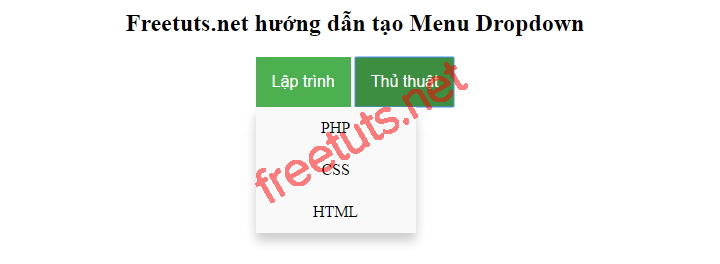 Freetuts.net hướng dẫn tạo Menu Dropdown
Lập trình
Thủ thuật
PHP
CSS
HTML
freetuts.net